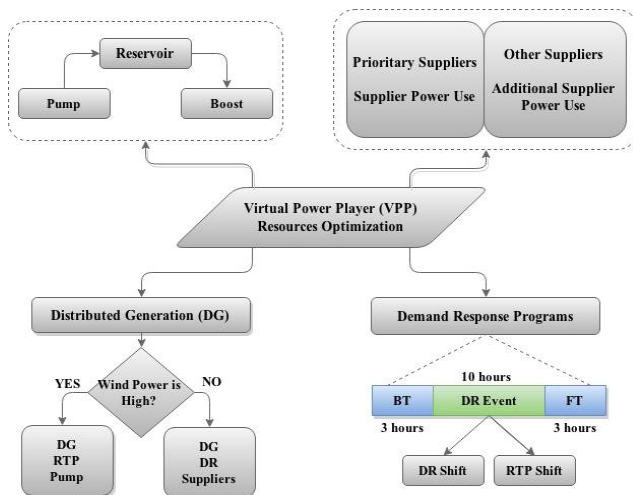 Reservoir
Pump
Boost
Prioritary Suppliers
Supplier Power Use
Other Suppliers
Additional Supplier
Power Use
Virtual Power Player (VPP)
Resources Optimization
Distributed Generation (DG)
Demand Response Programs
YES
Wind Power is
High?
NO
DG
RTP
Pump
DG
DR
Suppliers
10 hours
BT
DR Event
FT
3 hours
3 hours
DR Shift
RTP Shift